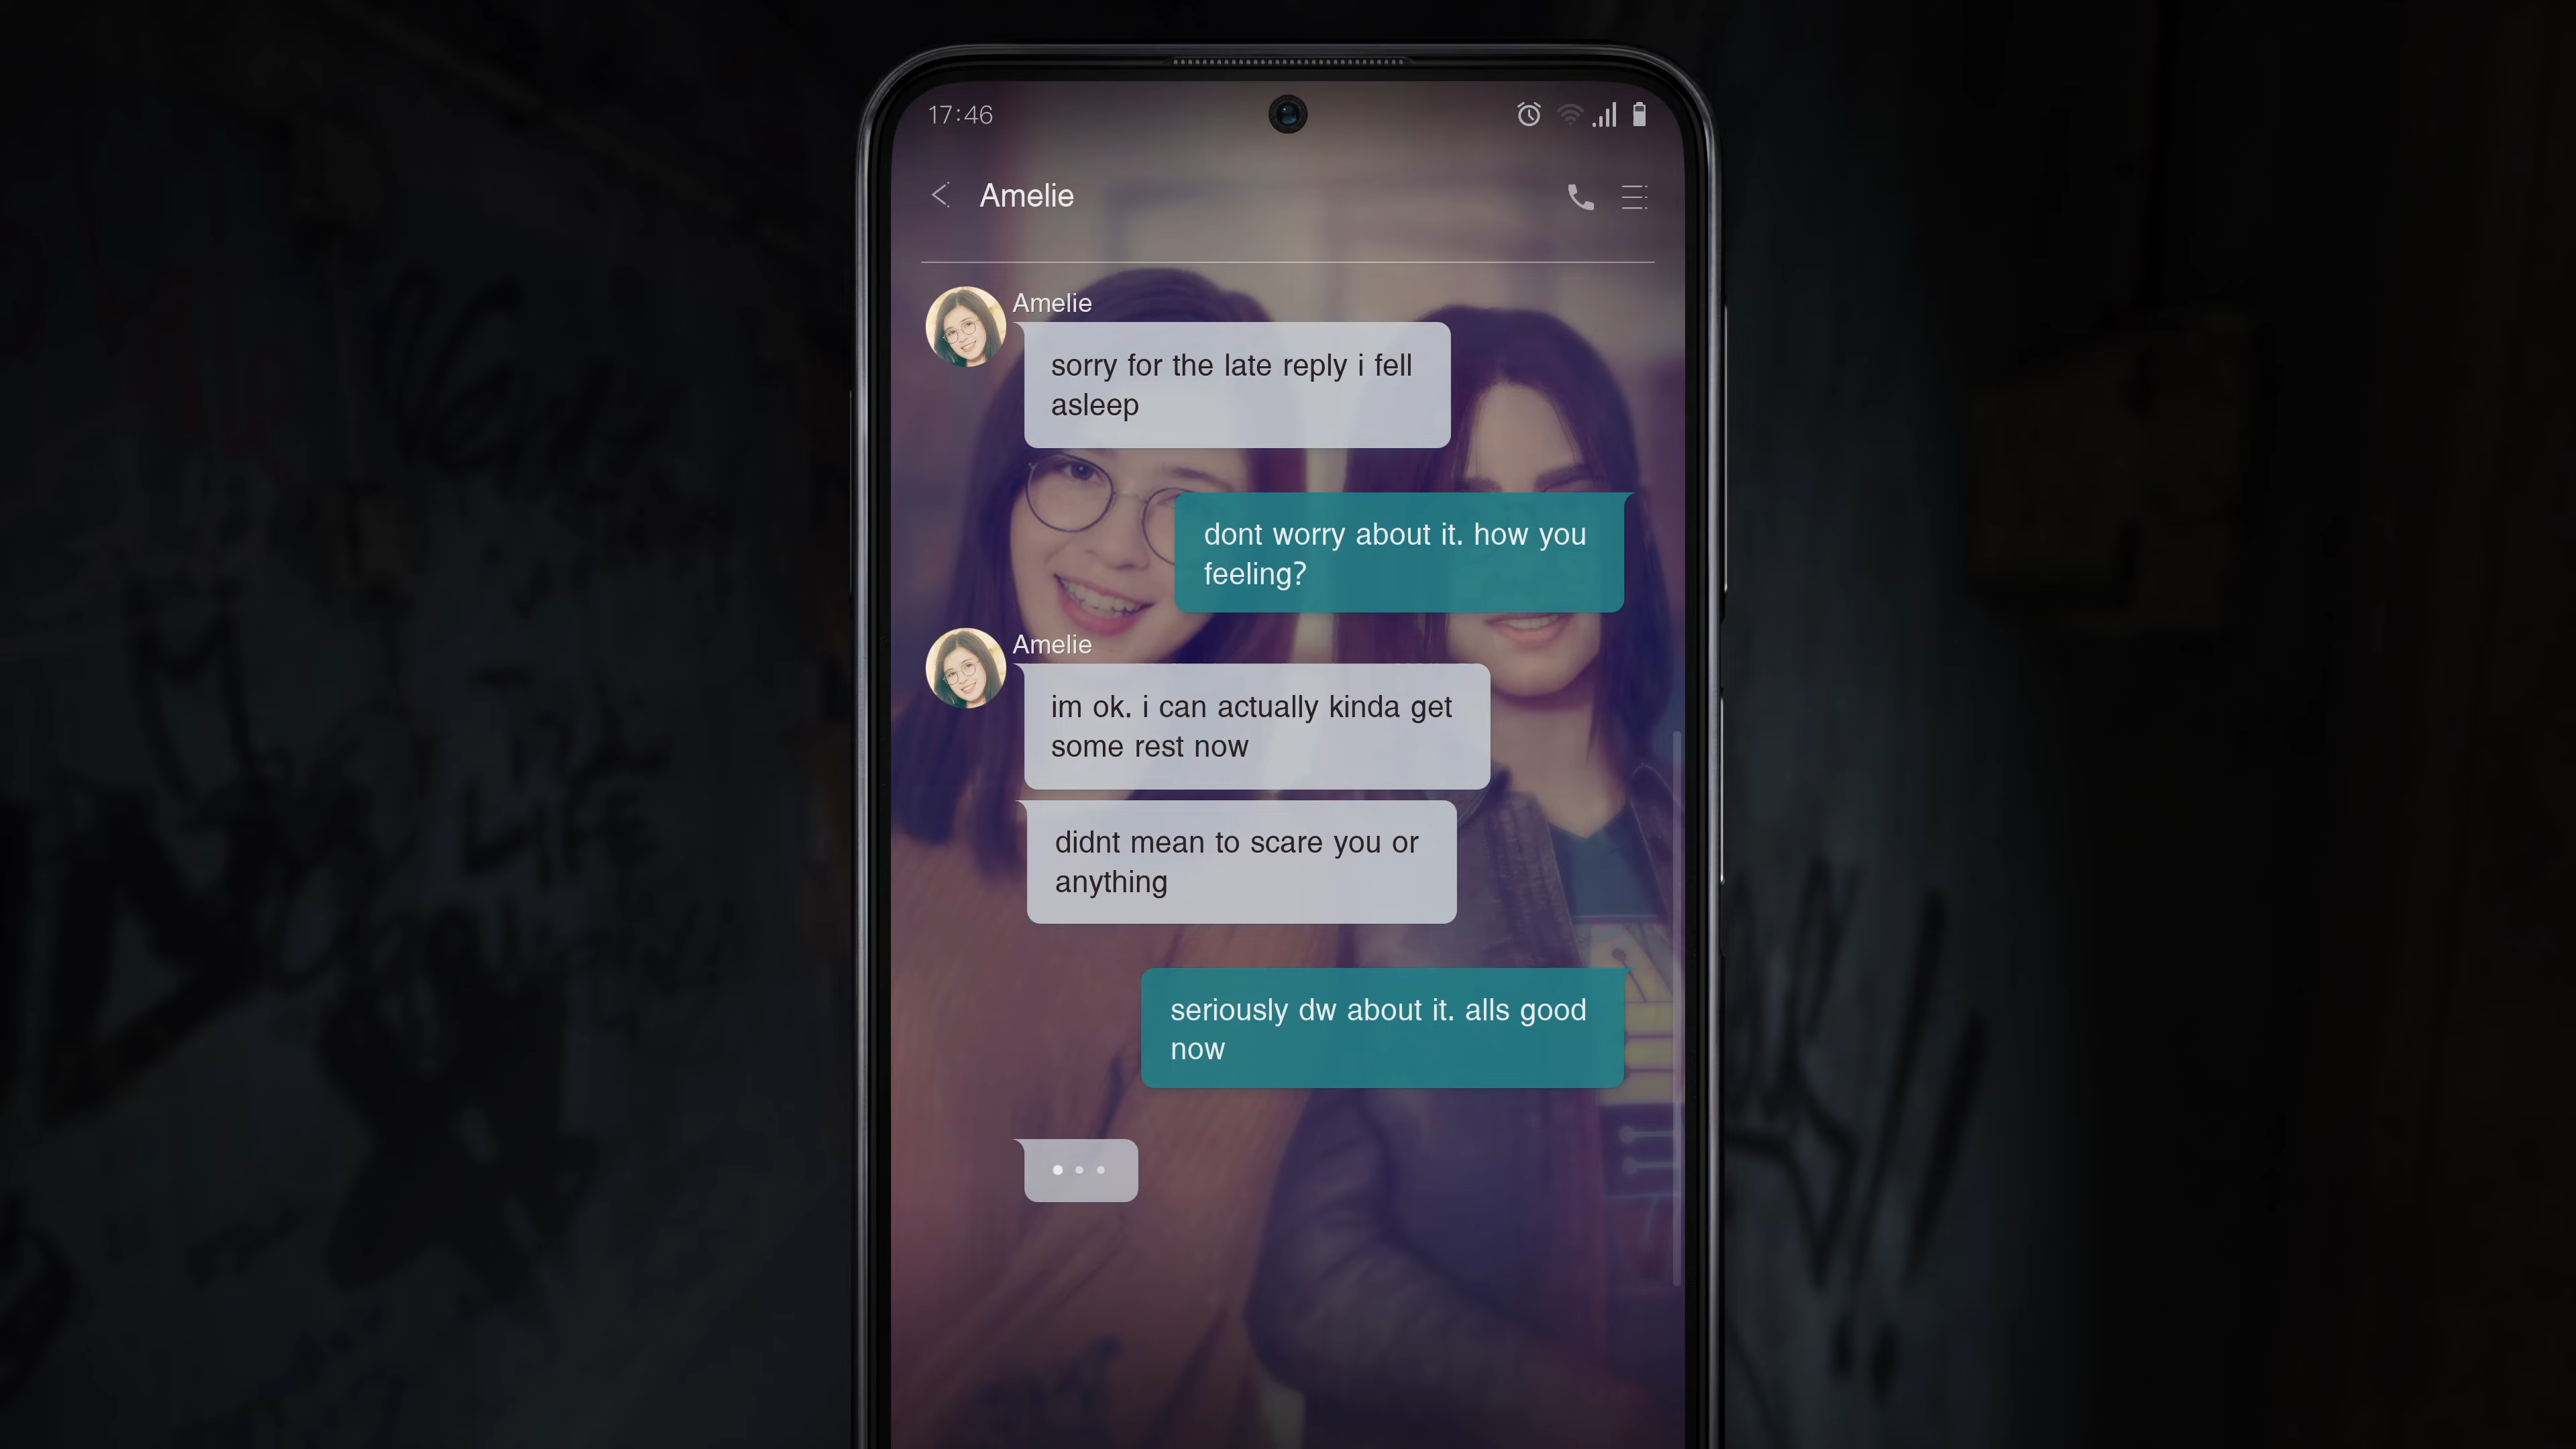 17:46
Amelie
Amelie
sorry for the late reply i fell
asleep
dont worry about it. how you
feeling?
Amelie
im ok. i can actually kinda get
some rest now
didnt mean to scare you or
anything
seriously dw about it. alls good
now
LIFE